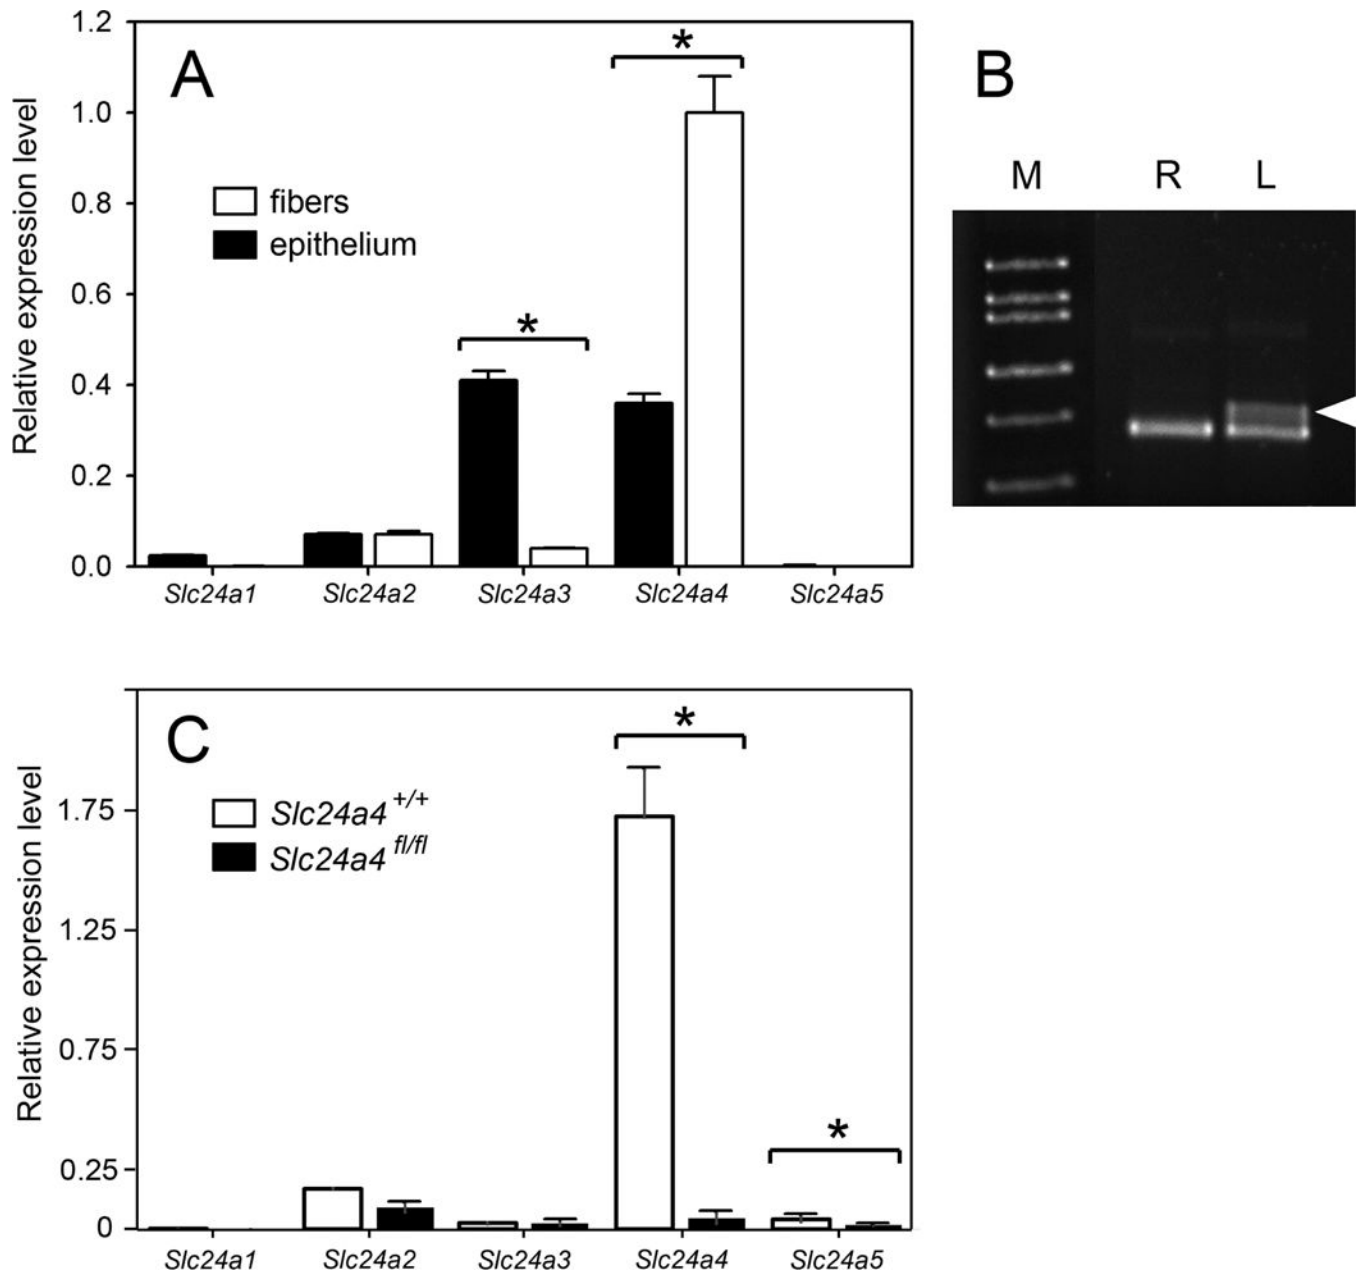 A
Relative expression level
1.2
1.0
0.8
0.6
0.4
0.2
0.0
fibers
epithelium
*
*
Slc24a1
Slc24a2
Slc24a3
Slc24a4
Slc24a5
B
M R L
C
Relative expression level
1.75
1.25
0.75
0.25
0
Slc24a4 +/+
Slc24a4 fl/fl
*
*
Slc24a1
Slc24a2
Slc24a3
Slc24a4
Slc24a5